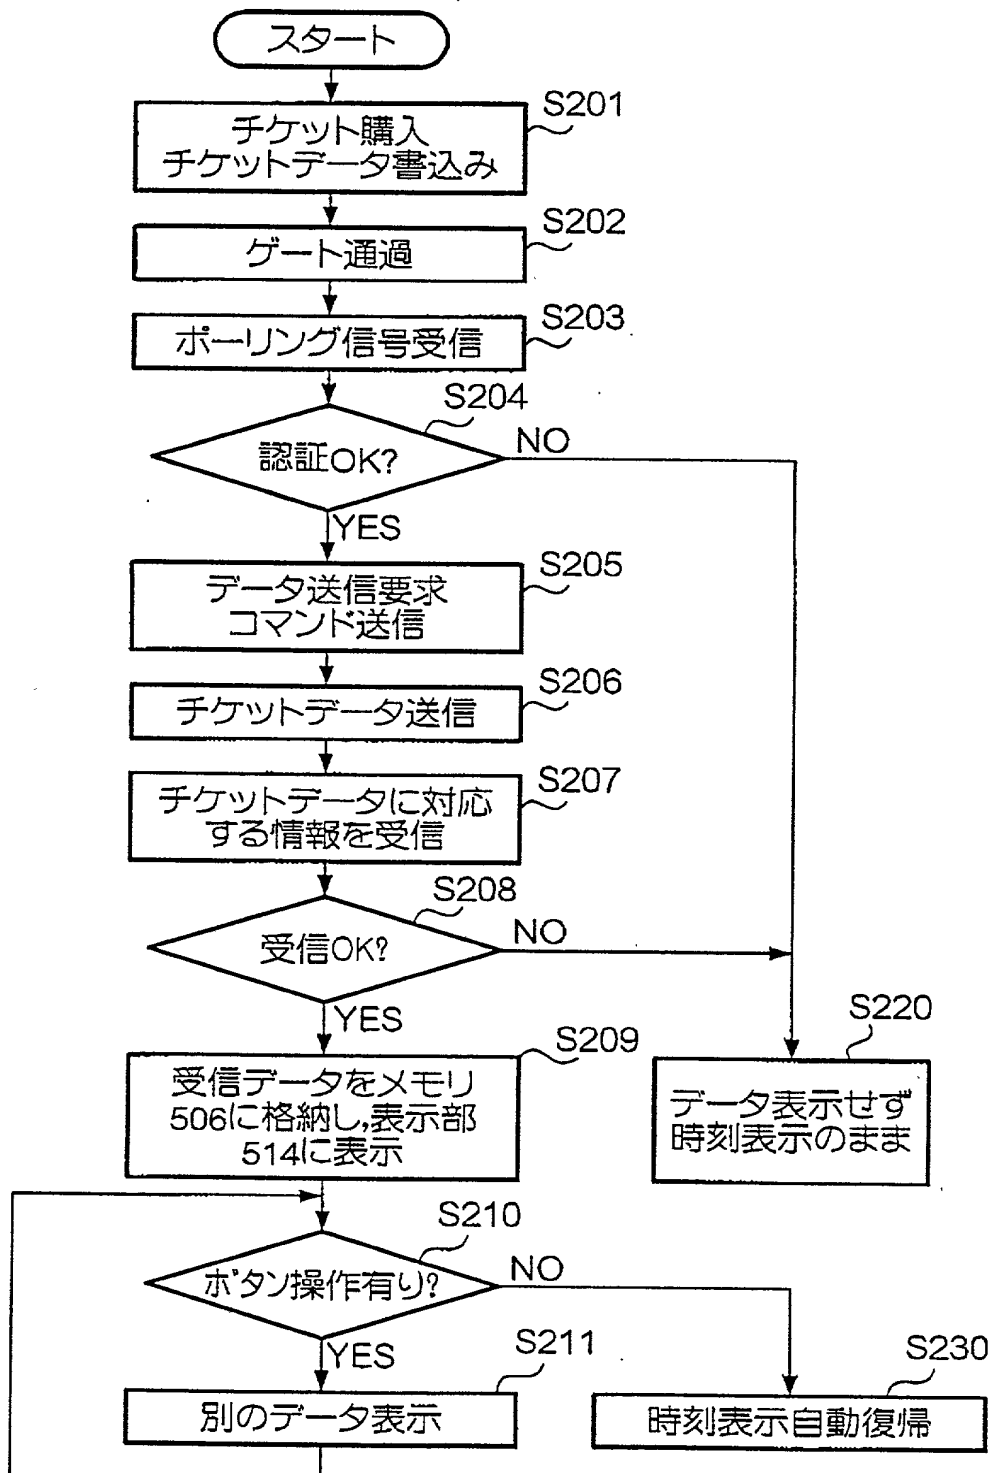 スタート
S201
チケット購入
チケットデータ書込み
S202
ゲート通過
S203
ポーリング信号受信
S204
認証OK?
NO
YES
S205
データ送信要求
コマンド送信
S206
チケットデータ送信
S207
チケットデータに対応
する情報を受信
S208
受信OK?
NO
YES
S209
受信データをメモリ
506に格納し,表示部
514に表示
S220
データ表示せず
時刻表示のまま
S210
ボタン操作有り?
NO
YES
S211
別のデータ表示
S230
時刻表示自動復帰